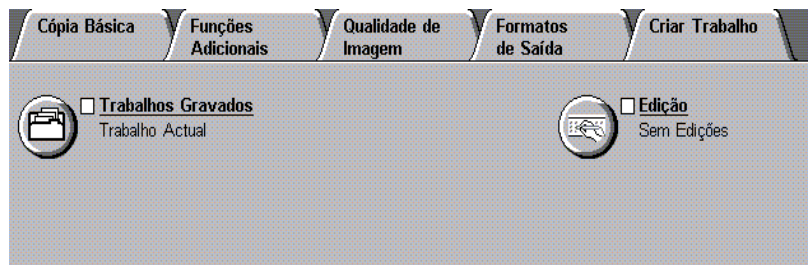 Cópia Básica
Funções
Adicionais
Qualidade de
Imagem
Formatos
de Saída
Criar Trabalho
Trabalhos Gravados
Trabalho Actual
Edição
Sem Edições